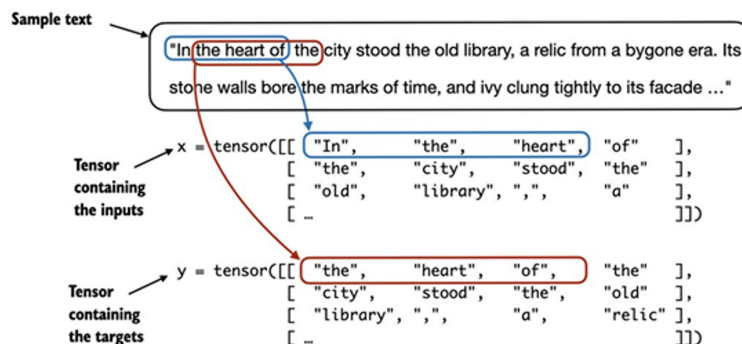 Sample text
"In the heart of the city stood the old library, a relic from a bygone era. Its
stone walls bore the marks of time, and ivy clung tightly to its facade ..."
x = tensor([[ "In", "the", "heart", "of" ],
[ "the", "city", "stood", "the" ],
[ "old", "library", ",", "a" ],
[ … ]])
Tensor
containing
the inputs
y = tensor([[ "the", "heart", "of", "the" ],
[ "city", "stood", "the", "old" ],
[ "library", ",", "a", "relic" ],
[ … ]])
Tensor
containing
the targets